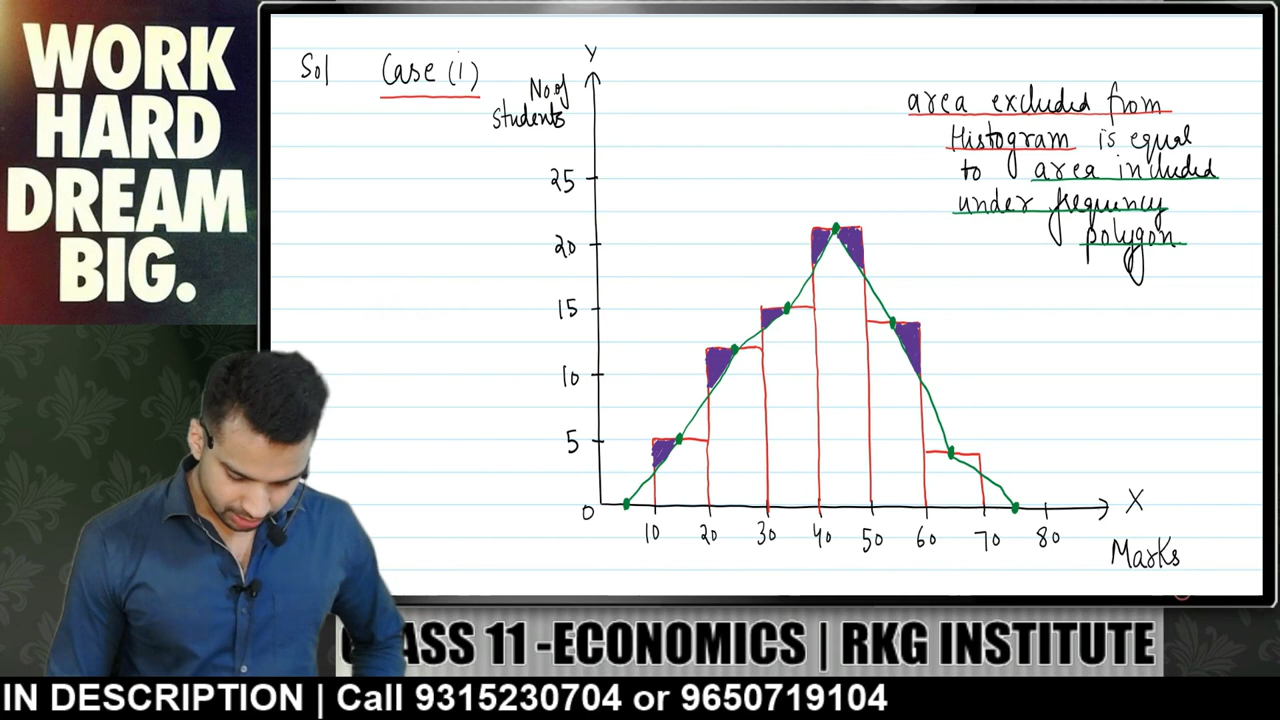 WORK
HARD
DREAM
BIG.
Sol
Case (i)
Y
No. of
students
area excluded from
Histogram is equal
to area included
under frequency
polygon
25
20
15
10
5
0
10 20 30 40 50 60 70 80
X
Marks
CLASS 11 -ECONOMICS | RKG INSTITUTE
IN DESCRIPTION | Call 9315230704 or 9650719104